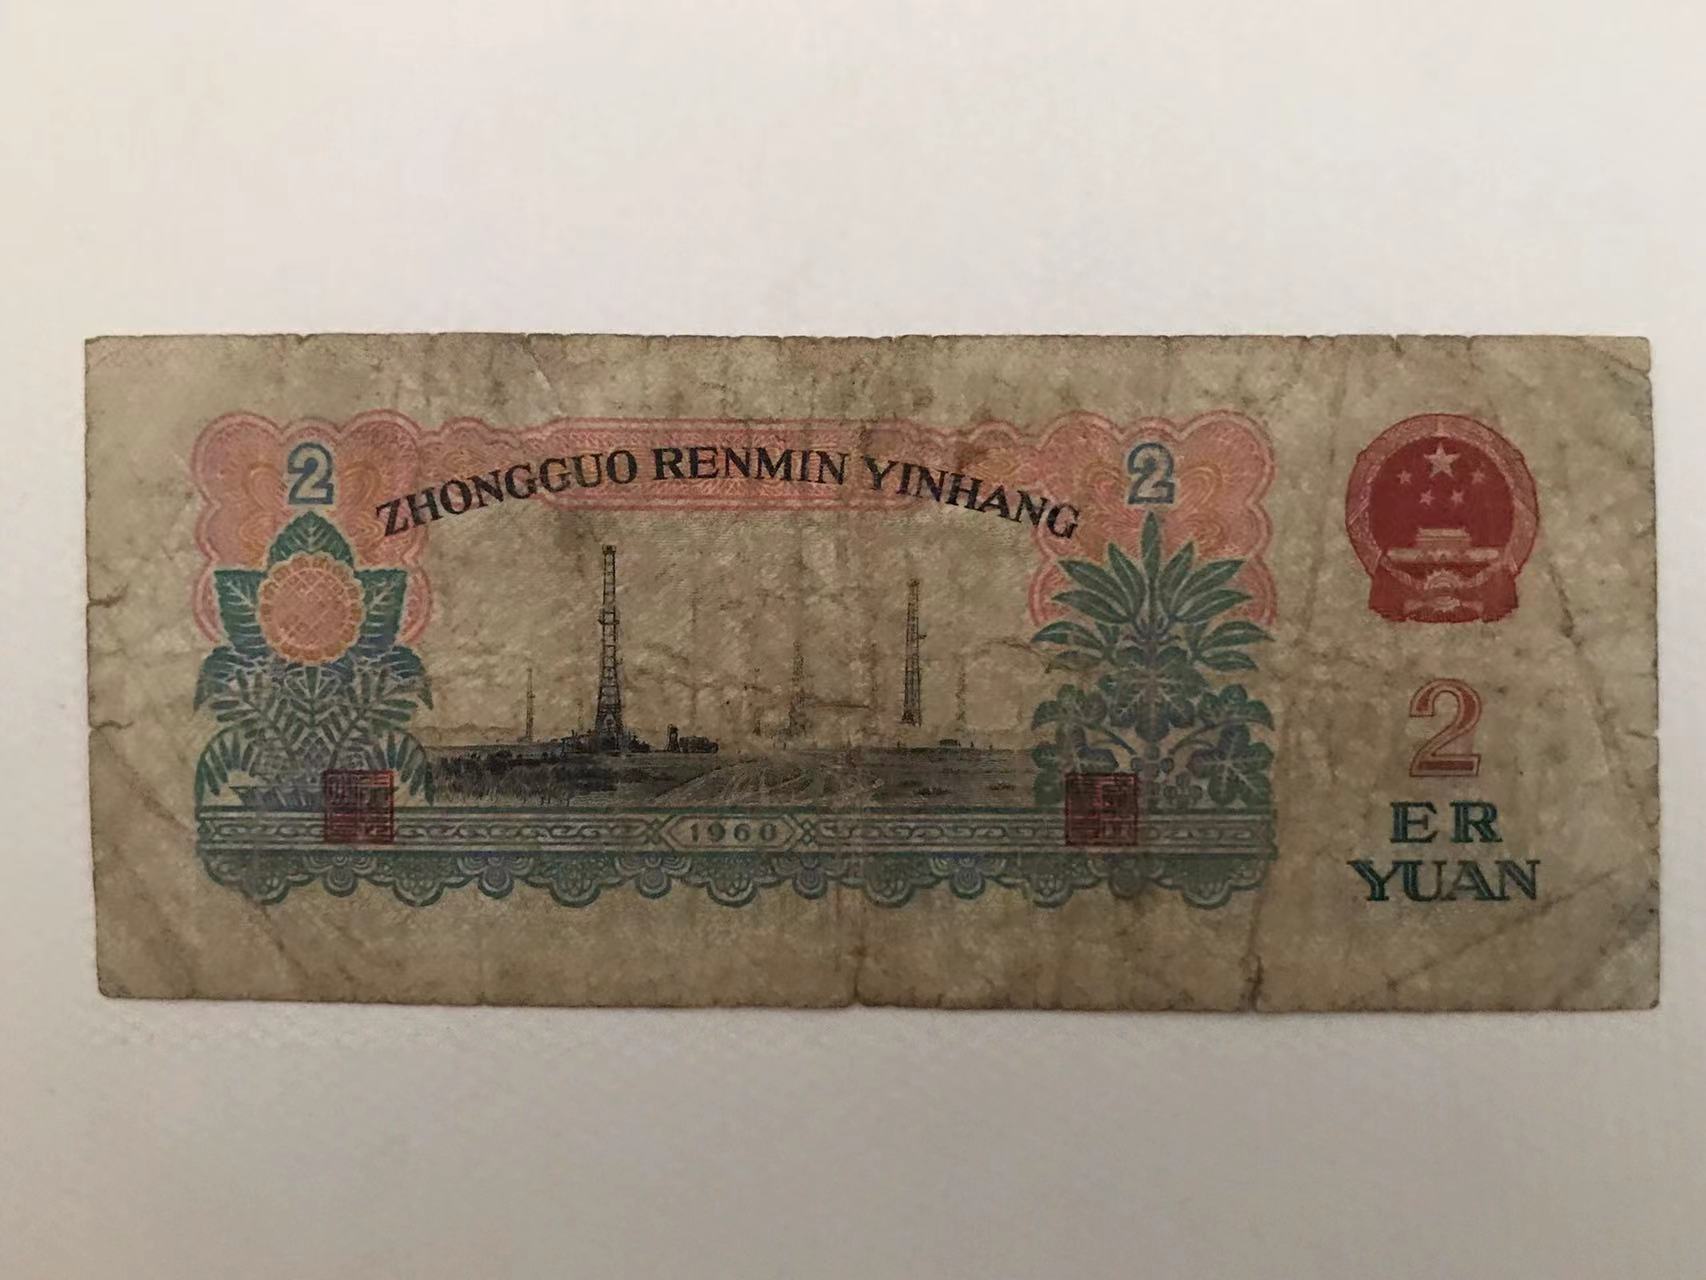 2
2
ZHONGGUO RENMIN YINHANG
1960
2
ER
YUAN